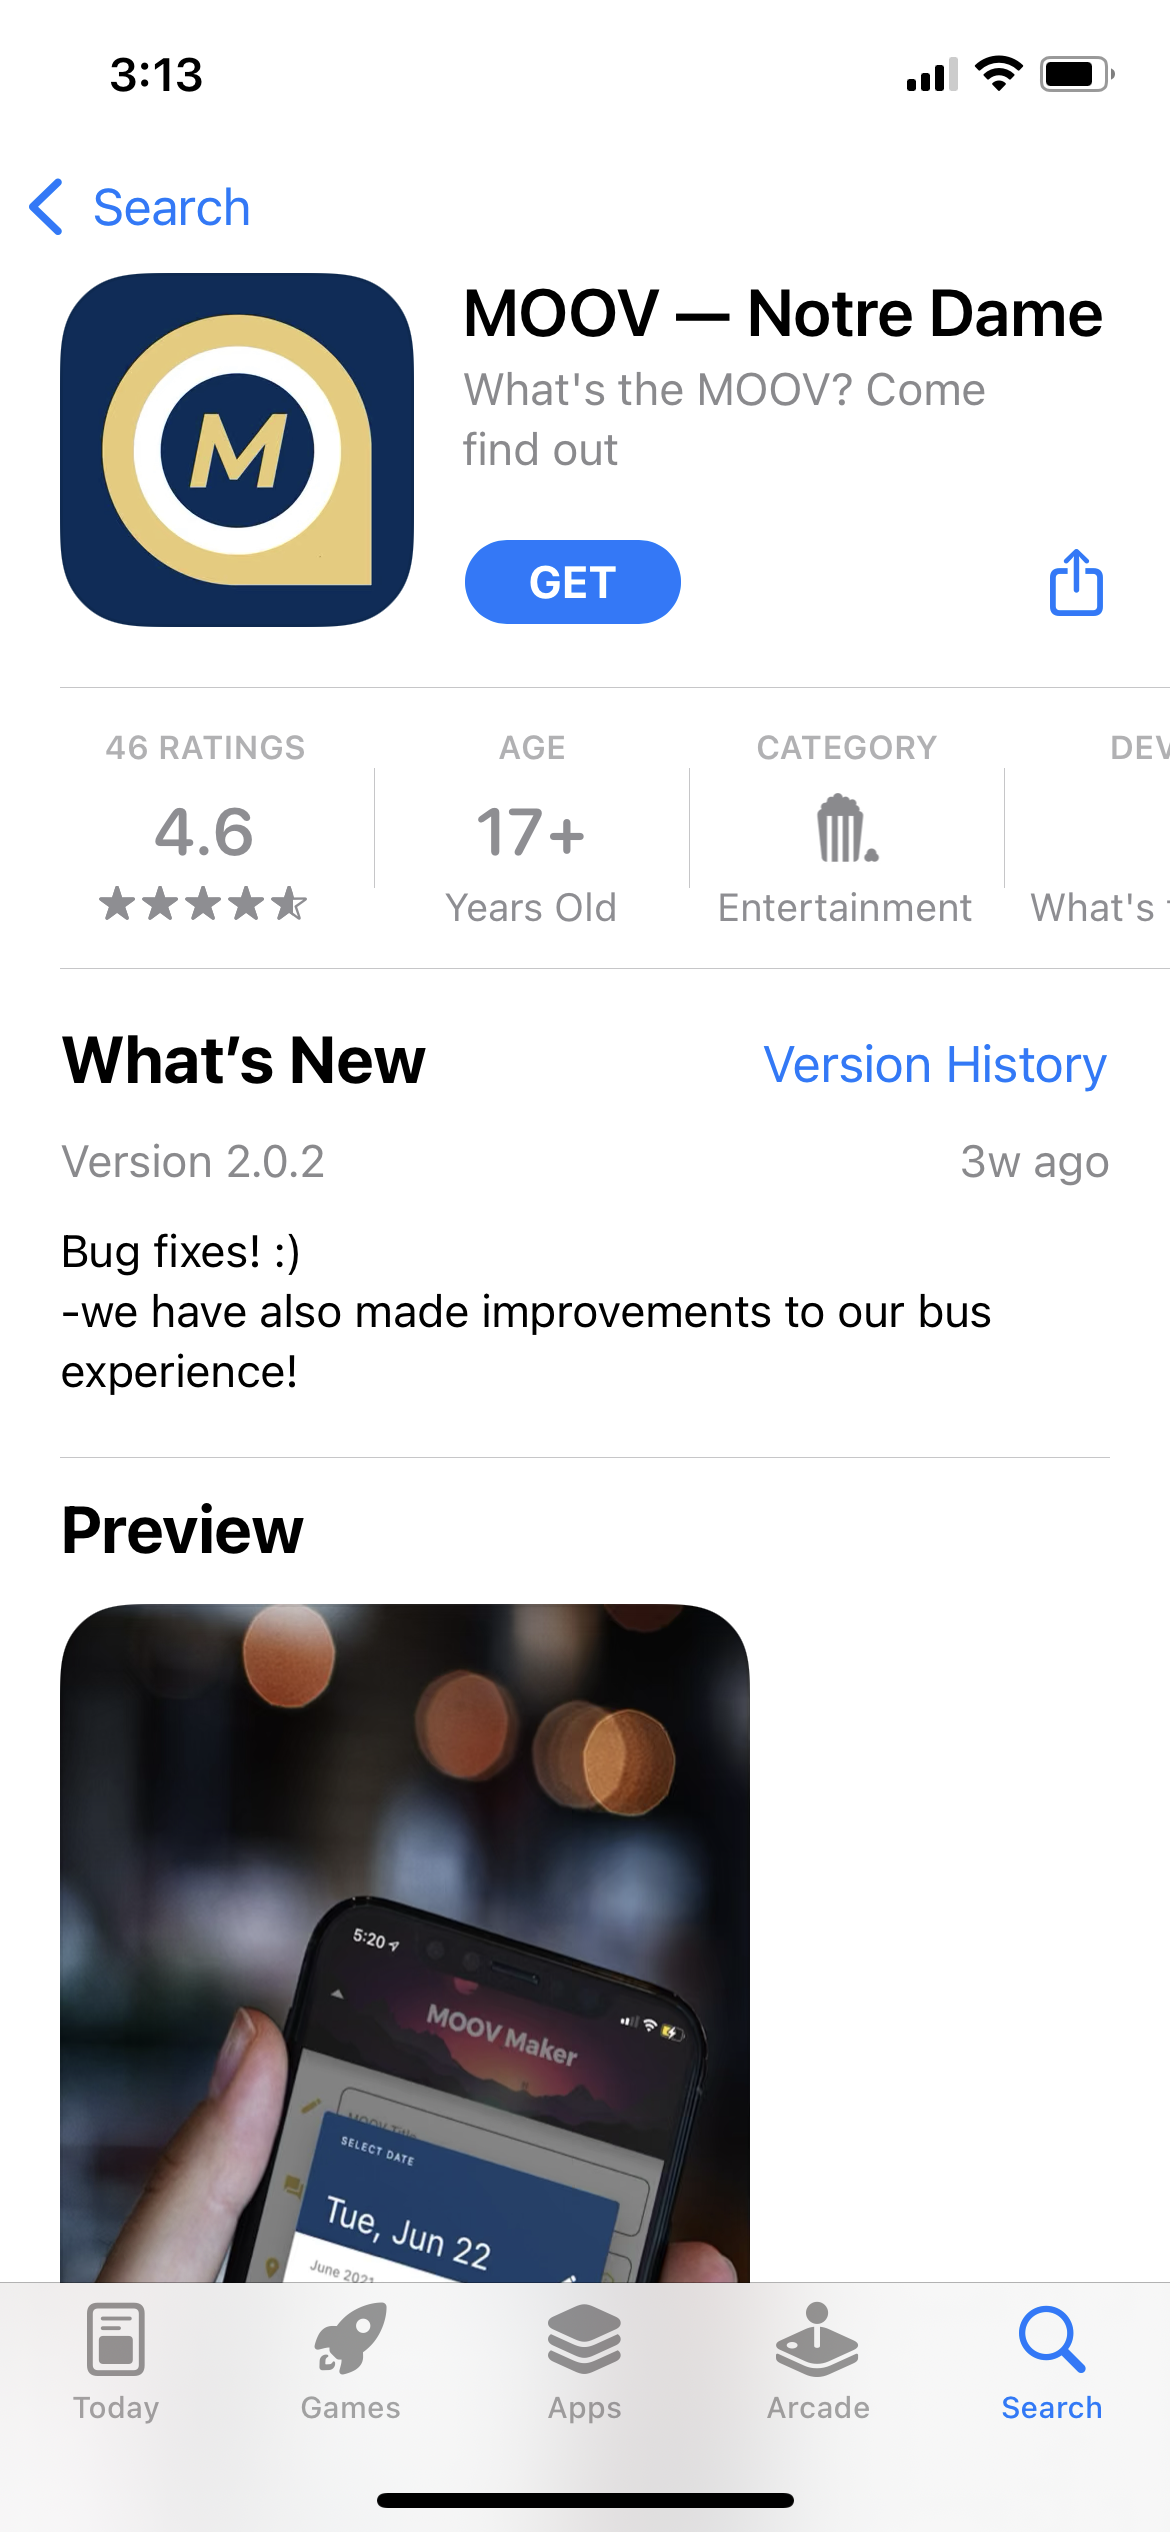 3:13
Search
M
MOOV — Notre Dame
What's the MOOV? Come
find out
GET
46 RATINGS
4.6
AGE
17+
Years Old
CATEGORY
Entertainment
DEV
What's
What's New
Version History
Version 2.0.2
3w ago
Bug fixes! :)
-we have also made improvements to our bus
experience!
Preview
5:20
MOOV Maker
MOOV Title
SELECT DATE
Tue, Jun 22
June 2021
Today
Games
Apps
Arcade
Search